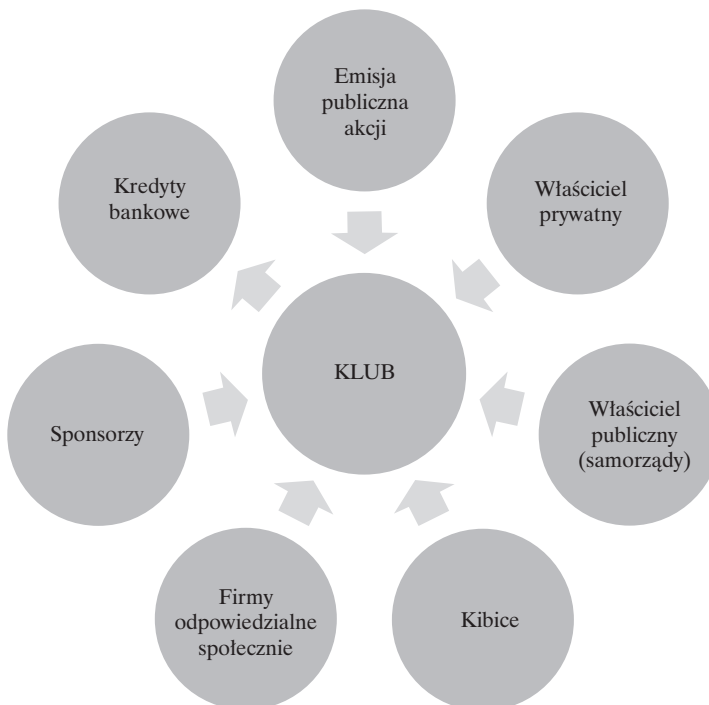 Emisja
publiczna
akcji
Kredyty
bankowe
Właściciel
prywatny
KLUB
Sponsorzy
Właściciel
publiczny
(samorządy)
Firmy
odpowiedzialne
społecznie
Kibice